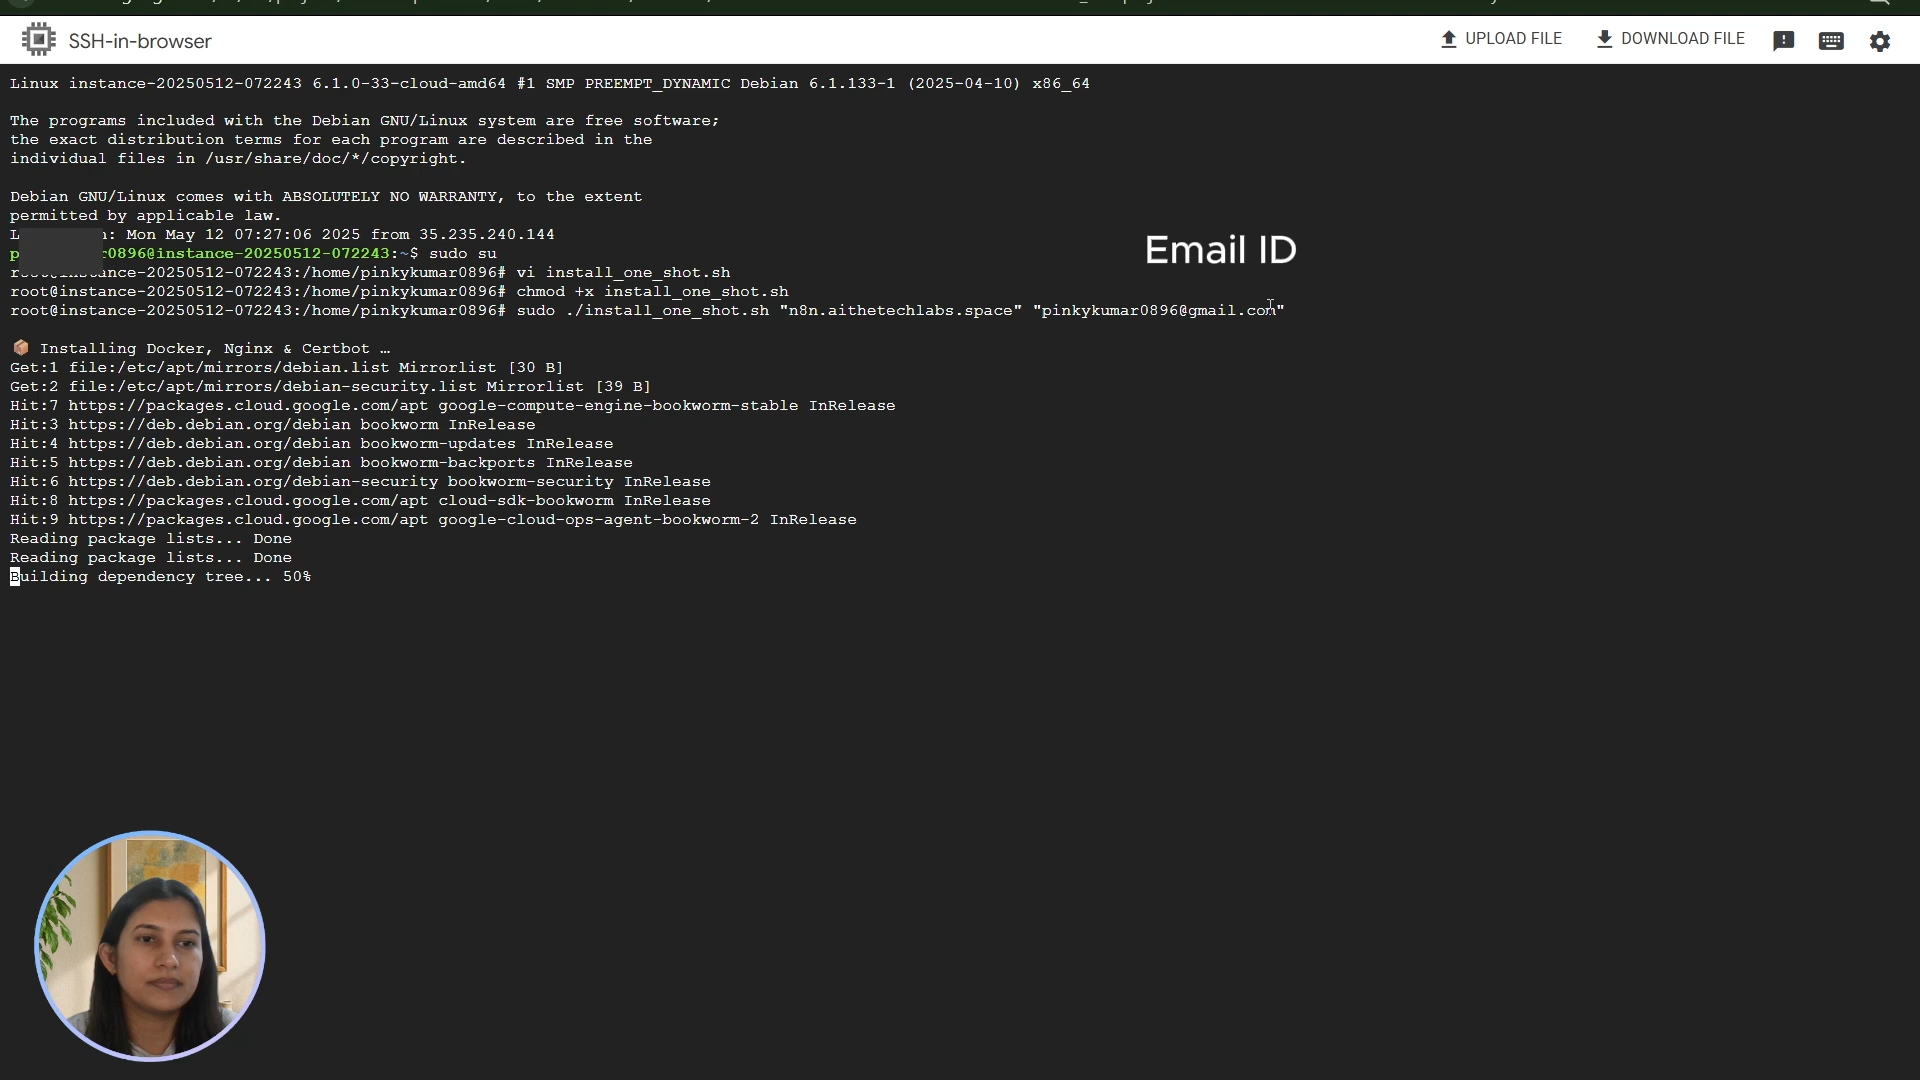 SSH-in-browser
UPLOAD FILE
DOWNLOAD FILE
Linux instance-20250512-072243 6.1.0-33-cloud-amd64 #1 SMP PREEMPT_DYNAMIC Debian 6.1.133-1 (2025-04-10) x86_64
The programs included with the Debian GNU/Linux system are free software;
the exact distribution terms for each program are described in the
individual files in /usr/share/doc/*/copyright.
Debian GNU/Linux comes with ABSOLUTELY NO WARRANTY, to the extent
permitted by applicable law.
: Mon May 12 07:27:06 2025 from 35.235.240.144
r0896@instance-20250512-072243:~$ sudo su
Email ID
ance-20250512-072243:/home/pinkykumar0896# vi install_one_shot.sh
root@instance-20250512-072243:/home/pinkykumar0896# chmod +x install_one_shot.sh
root@instance-20250512-072243:/home/pinkykumar0896# sudo ./install_one_shot.sh "n8n.aithetechlabs.space" "pinkykumar0896@gmail.com"
📦 Installing Docker, Nginx & Certbot …
Get:1 file:/etc/apt/mirrors/debian.list Mirrorlist [30 B]
Get:2 file:/etc/apt/mirrors/debian-security.list Mirrorlist [39 B]
Hit:7 https://packages.cloud.google.com/apt google-compute-engine-bookworm-stable InRelease
Hit:3 https://deb.debian.org/debian bookworm InRelease
Hit:4 https://deb.debian.org/debian bookworm-updates InRelease
Hit:5 https://deb.debian.org/debian bookworm-backports InRelease
Hit:6 https://deb.debian.org/debian-security bookworm-security InRelease
Hit:8 https://packages.cloud.google.com/apt cloud-sdk-bookworm InRelease
Hit:9 https://packages.cloud.google.com/apt google-cloud-ops-agent-bookworm-2 InRelease
Reading package lists... Done
Reading package lists... Done
Building dependency tree... 50%